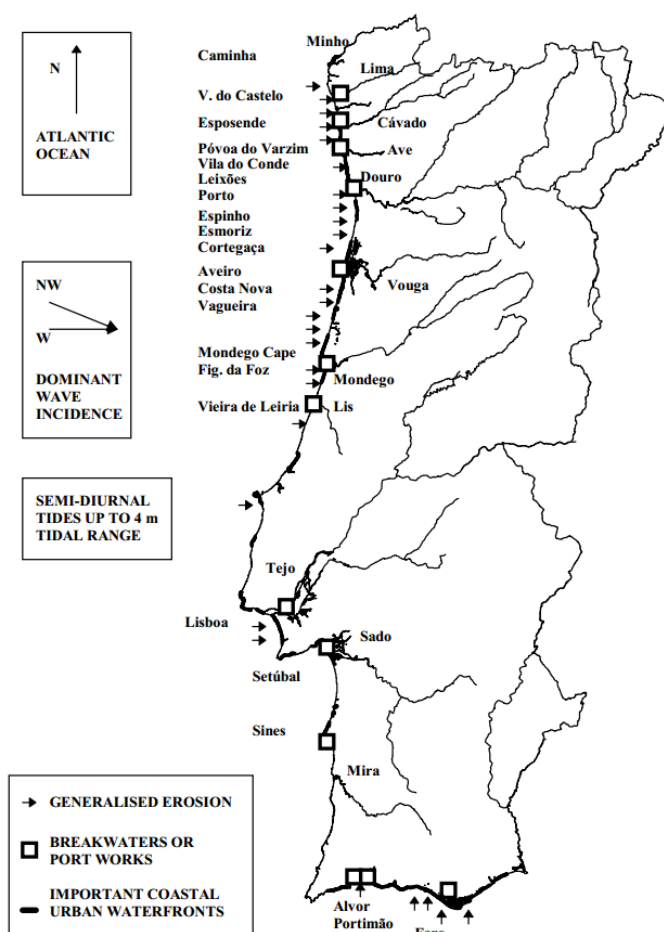 Minho
Caminha
N
Lima
V. do Castelo
Esposende
Cávado
ATLANTIC
OCEAN
Póvoa do Varzim
Ave
Vila do Conde
Leixões
Douro
Porto
Espinho
Esmoriz
Cortegaça
Aveiro
NW
Costa Nova
Vouga
Vagueira
W
Mondego Cape
Fig. da Foz
Mondego
DOMINANT
WAVE
INCIDENCE
Vieira de Leiria
Lis
SEMI-DIURNAL
TIDES UP TO 4 m
TIDAL RANGE
Tejo
Lisboa
Sado
Setúbal
Sines
Mira
GENERALISED EROSION
BREAKWATERS OR
PORT WORKS
IMPORTANT COASTAL
URBAN WATERFRONTS
Alvor
Portimão